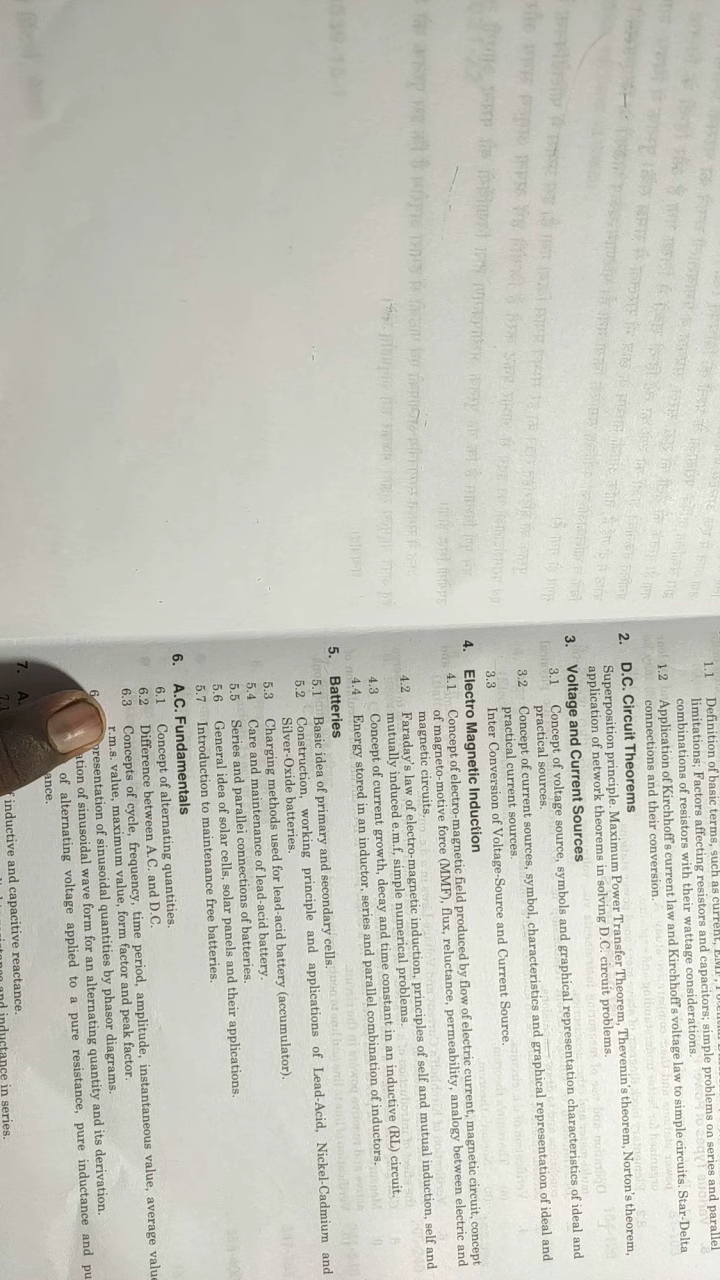 1.1 Definition of basic terms, such as current, EMF,
limitations; Factors affecting resistors and capacitors; simple problems on series and parallel
combinations of resistors with their wattage considerations.
1.2 Application of Kirchhoff's current law and Kirchhoff's voltage law to simple circuits. Star-Delta
connections and their conversion.
2. D.C. Circuit Theorems
Superposition principle, Maximum Power Transfer Theorem, Thevenin's theorem, Norton's theorem,
application of network theorems in solving D.C. circuit problems.
3. Voltage and Current Sources
3.1 Concept of voltage source, symbols and graphical representation characteristics of ideal and
practical sources.
3.2 Concept of current sources, symbol, characteristics and graphical representation of ideal and
practical current sources.
3.3 Inter Conversion of Voltage-Source and Current Source.
4. Electro Magnetic Induction
4.1 Concept of electro-magnetic field produced by flow of electric current, magnetic circuit, concept
of magneto-motive force (MMF), flux, reluctance, permeability, analogy between electric and
magnetic circuits.
4.2 Faraday's law of electro-magnetic induction, principles of self and mutual induction, self and
mutually induced e.m.f, simple numerical problems.
4.3 Concept of current growth, decay and time constant in an inductive (RL) circuit.
4.4 Energy stored in an inductor, series and parallel combination of inductors.
5. Batteries
5.1 Basic idea of primary and secondary cells.
5.2 Construction, working principle and applications of Lead-Acid, Nickel-Cadmium and
Silver-Oxide batteries.
5.3 Charging methods used for lead-acid battery (accumulator).
5.4 Care and maintenance of lead-acid battery.
5.5 Series and parallel connections of batteries.
5.6 General idea of solar cells, solar panels and their applications.
5.7 Introduction to maintenance free batteries.
6. A.C. Fundamentals
6.1 Concept of alternating quantities.
6.2 Difference between A.C. and D.C.
6.3 Concepts of cycle, frequency, time period, amplitude, instantaneous value, average value
r.m.s. value, maximum value, form factor and peak factor.
presentation of sinusoidal quantities by phasor diagrams.
tion of sinusoidal wave form for an alternating quantity and its derivation.
of alternating voltage applied to a pure resistance, pure inductance and pu
ance.
7. A.
inductive and capacitive reactance.
and inductance in series.